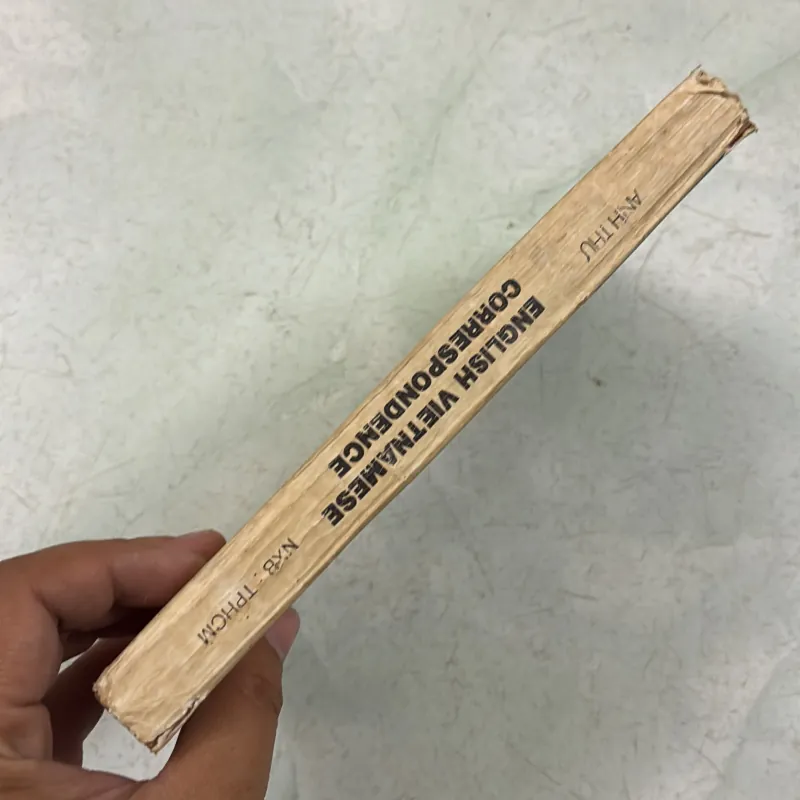 ANH THƯ
ENGLISH VIETNAMESE
CORRESPONDENCE
NXB : TPHCM